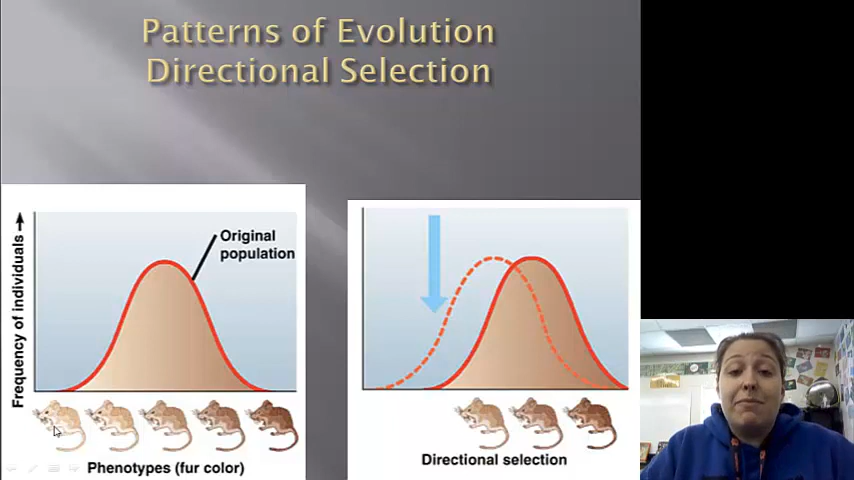 Patterns of Evolution
Directional Selection
Frequency of individuals
Original
population
Phenotypes (fur color)
Directional selection